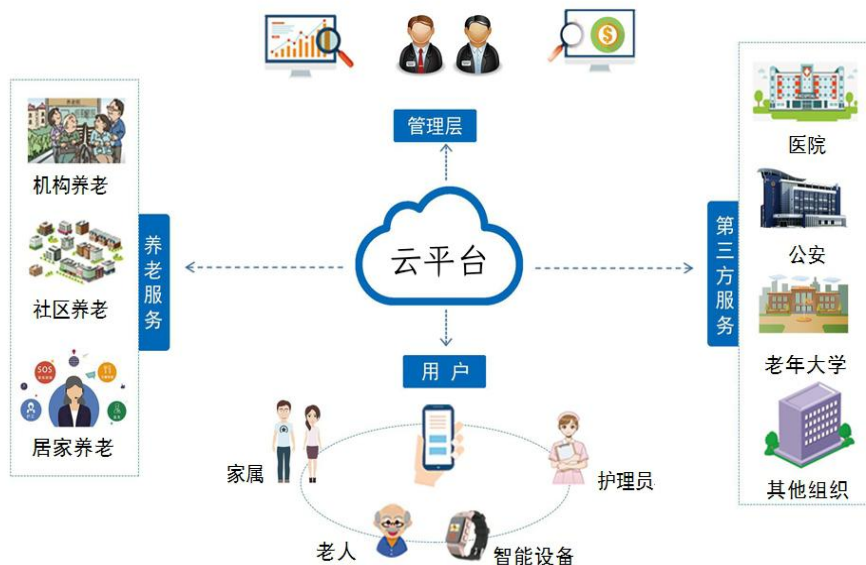 管理层
机构养老
社区养老
SOS
居家养老
养老服务
云平台
用户
家属
护理员
老人
智能设备
第三方服务
医院
公安
老年大学
其他组织